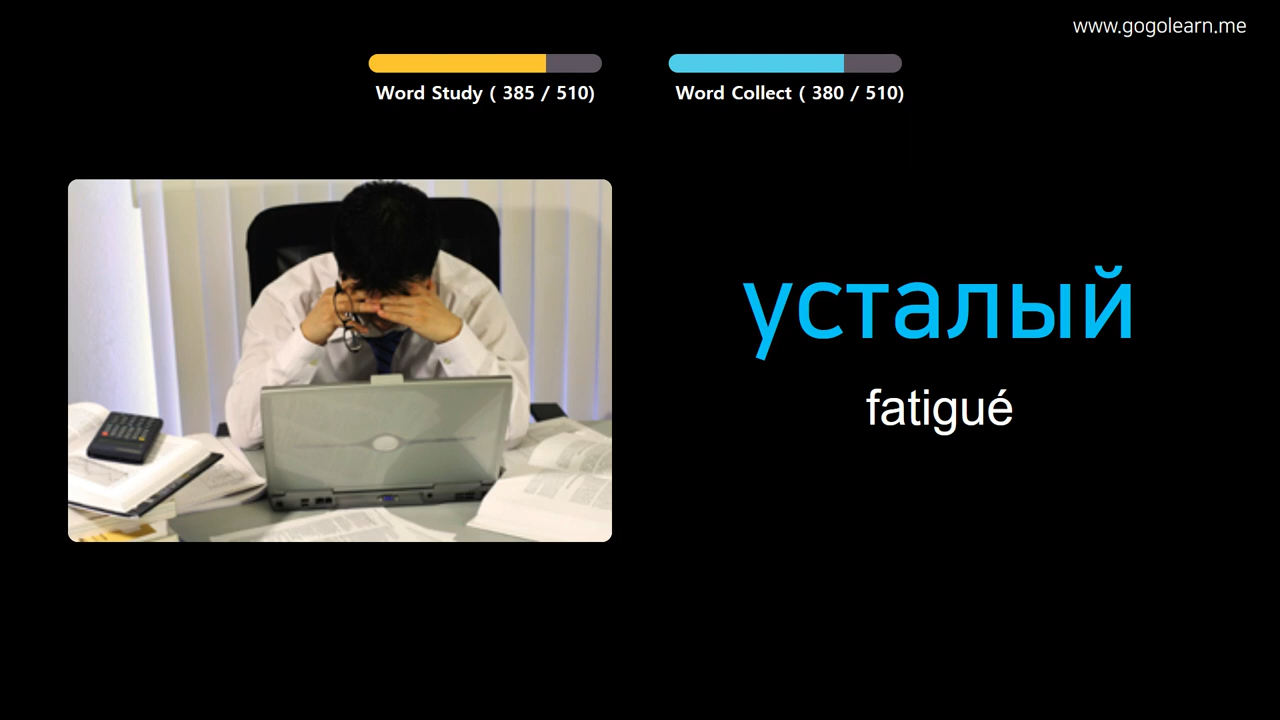 www.gogolearn.me
Word Study ( 385 / 510)
Word Collect ( 380 / 510)
усталый
fatigué